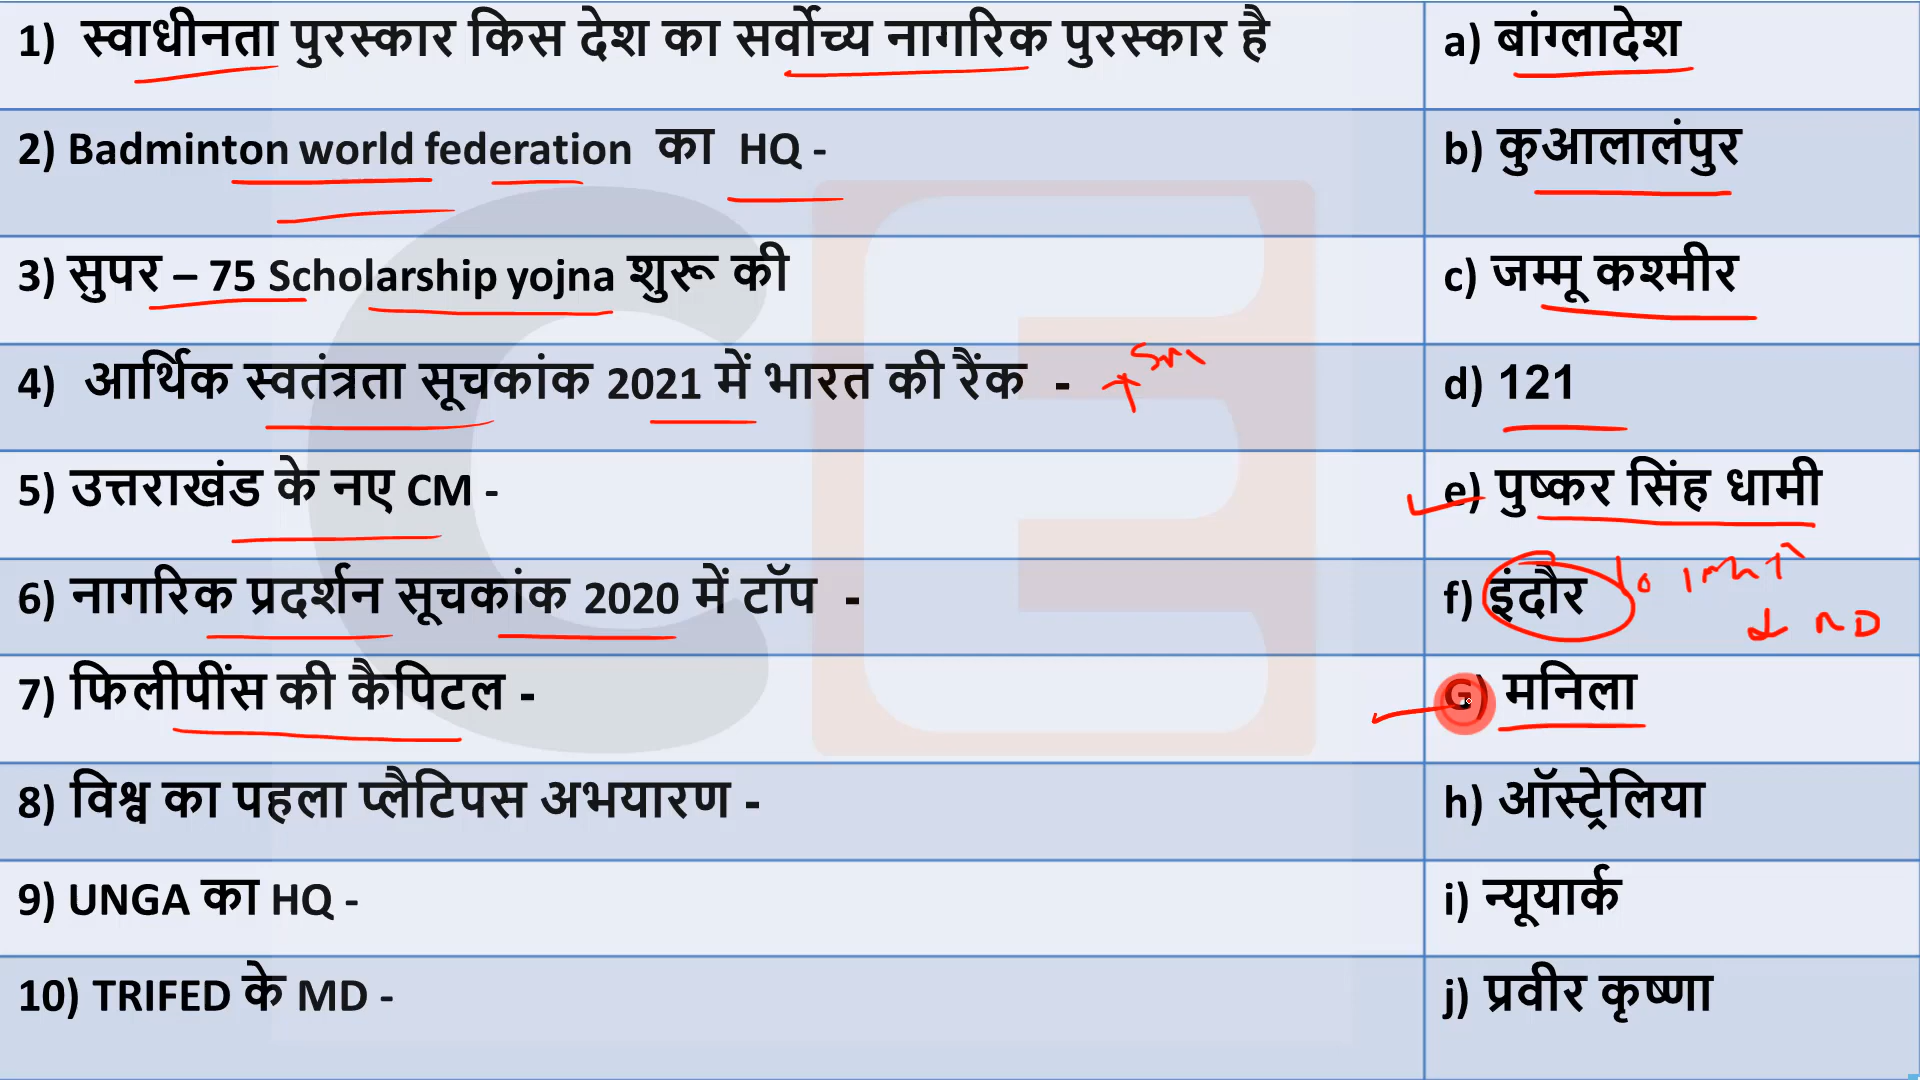 1) स्वाधीनता पुरस्कार किस देश का सर्वोच्य नागरिक पुरस्कार है a) बांग्लादेश
2) Badminton world federation का HQ - b) कुआलालंपुर
3) सुपर – 75 Scholarship yojna शुरू की c) जम्मू कश्मीर
4) आर्थिक स्वतंत्रता सूचकांक 2021 में भारत की रैंक - d) 121
5) उत्तराखंड के नए CM - e) पुष्कर सिंह धामी
6) नागरिक प्रदर्शन सूचकांक 2020 में टॉप - f) इंदौर
ND
7) फिलीपींस की कैपिटल - G) मनिला
8) विश्व का पहला प्लैटिपस अभयारण - h) ऑस्ट्रेलिया
9) UNGA का HQ - i) न्यूयार्क
10) TRIFED के MD - j) प्रवीर कृष्णा